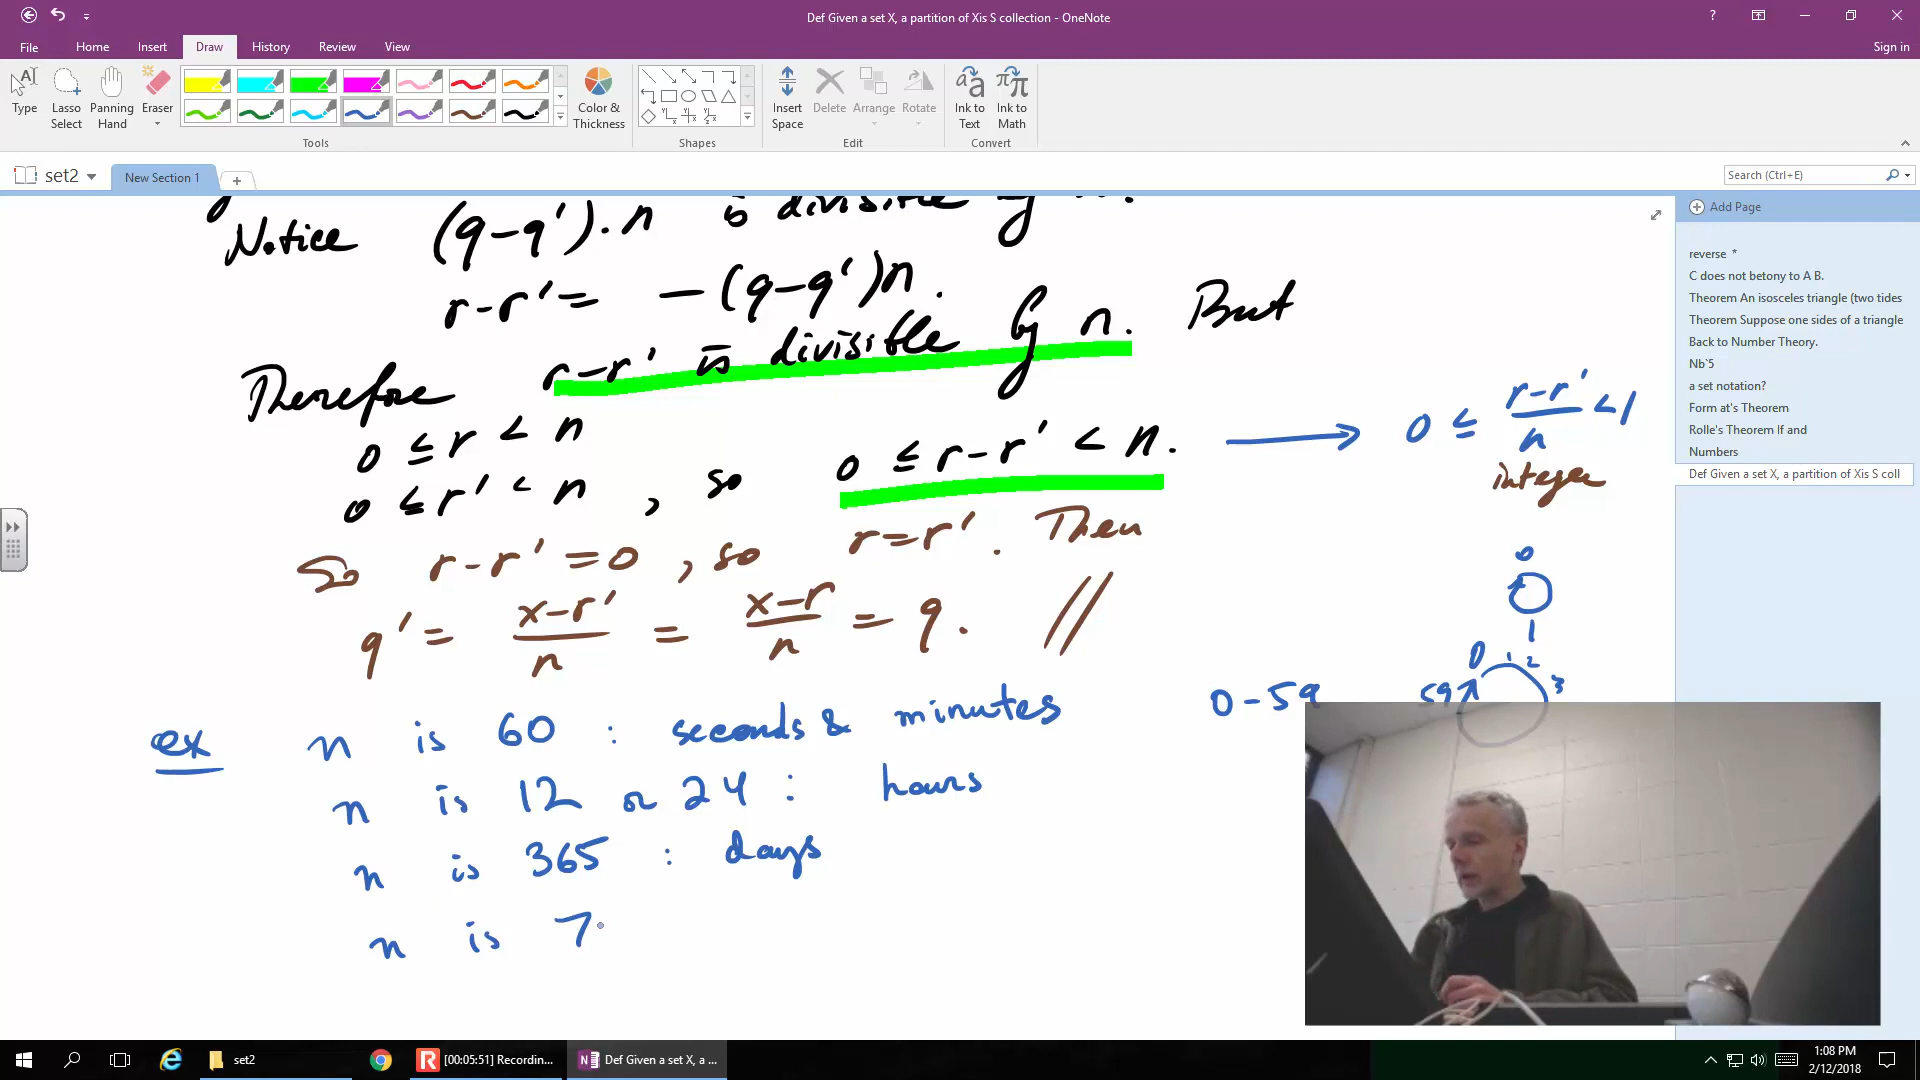 Def Given a set X, a partition of Xis S collection - OneNote
File Home Insert Draw History Review View Sign in
Type Lasso Select Panning Hand Eraser Color & Thickness Insert Space Delete Arrange Rotate Ink to Text Ink to Math
Tools Shapes Edit Convert
set2 New Section 1 Search (Ctrl+E)
Add Page
reverse *
C does not betony to A B.
Theorem An isosceles triangle (two tides
Theorem Suppose one sides of a triangle
Back to Number Theory.
Nb`5
a set notation?
Form at's Theorem
Rolle's Theorem If and
Numbers
Def Given a set X, a partition of Xis S coll
Notice (q-q')·n is divisible by n.
r-r' = -(q-q')n.
Therefore r-r' is divisible by n. But
0 ≤ r < n
0 ≤ r' < n, so 0 ≤ r-r' < n. → 0 ≤ (r-r')/n < 1
integer
So r-r' = 0, so r=r'. Then
q' = (x-r')/n = (x-r)/n = q. //
0
1
0 1 2
59 3
ex n is 60 : seconds & minutes 0-59
n is 12 or 24 : hours
n is 365 : days
n is 7
set2 [00:05:51] Recordin... Def Given a set X, a ...
1:08 PM
2/12/2018